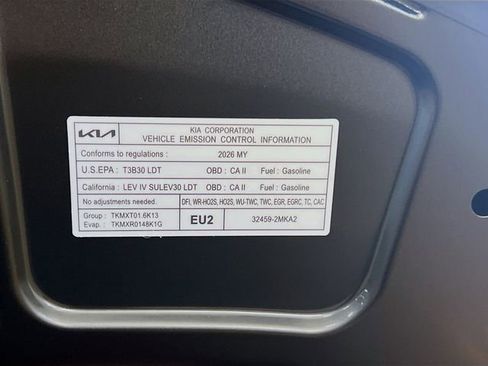 KIA KIA CORPORATION
VEHICLE EMISSION CONTROL INFORMATION
Conforms to regulations : 2026 MY
U.S.EPA : T3B30 LDT OBD : CA II Fuel : Gasoline
California : LEV IV SULEV30 LDT OBD : CA II Fuel : Gasoline
No adjustments needed. DFI, WR-HO2S, HO2S, WU-TWC, TWC, EGR, EGRC, TC, CAC
Group : TKMXT01.6K13
Evap. : TKMXR0148K1G
EU2 32459-2MKA2